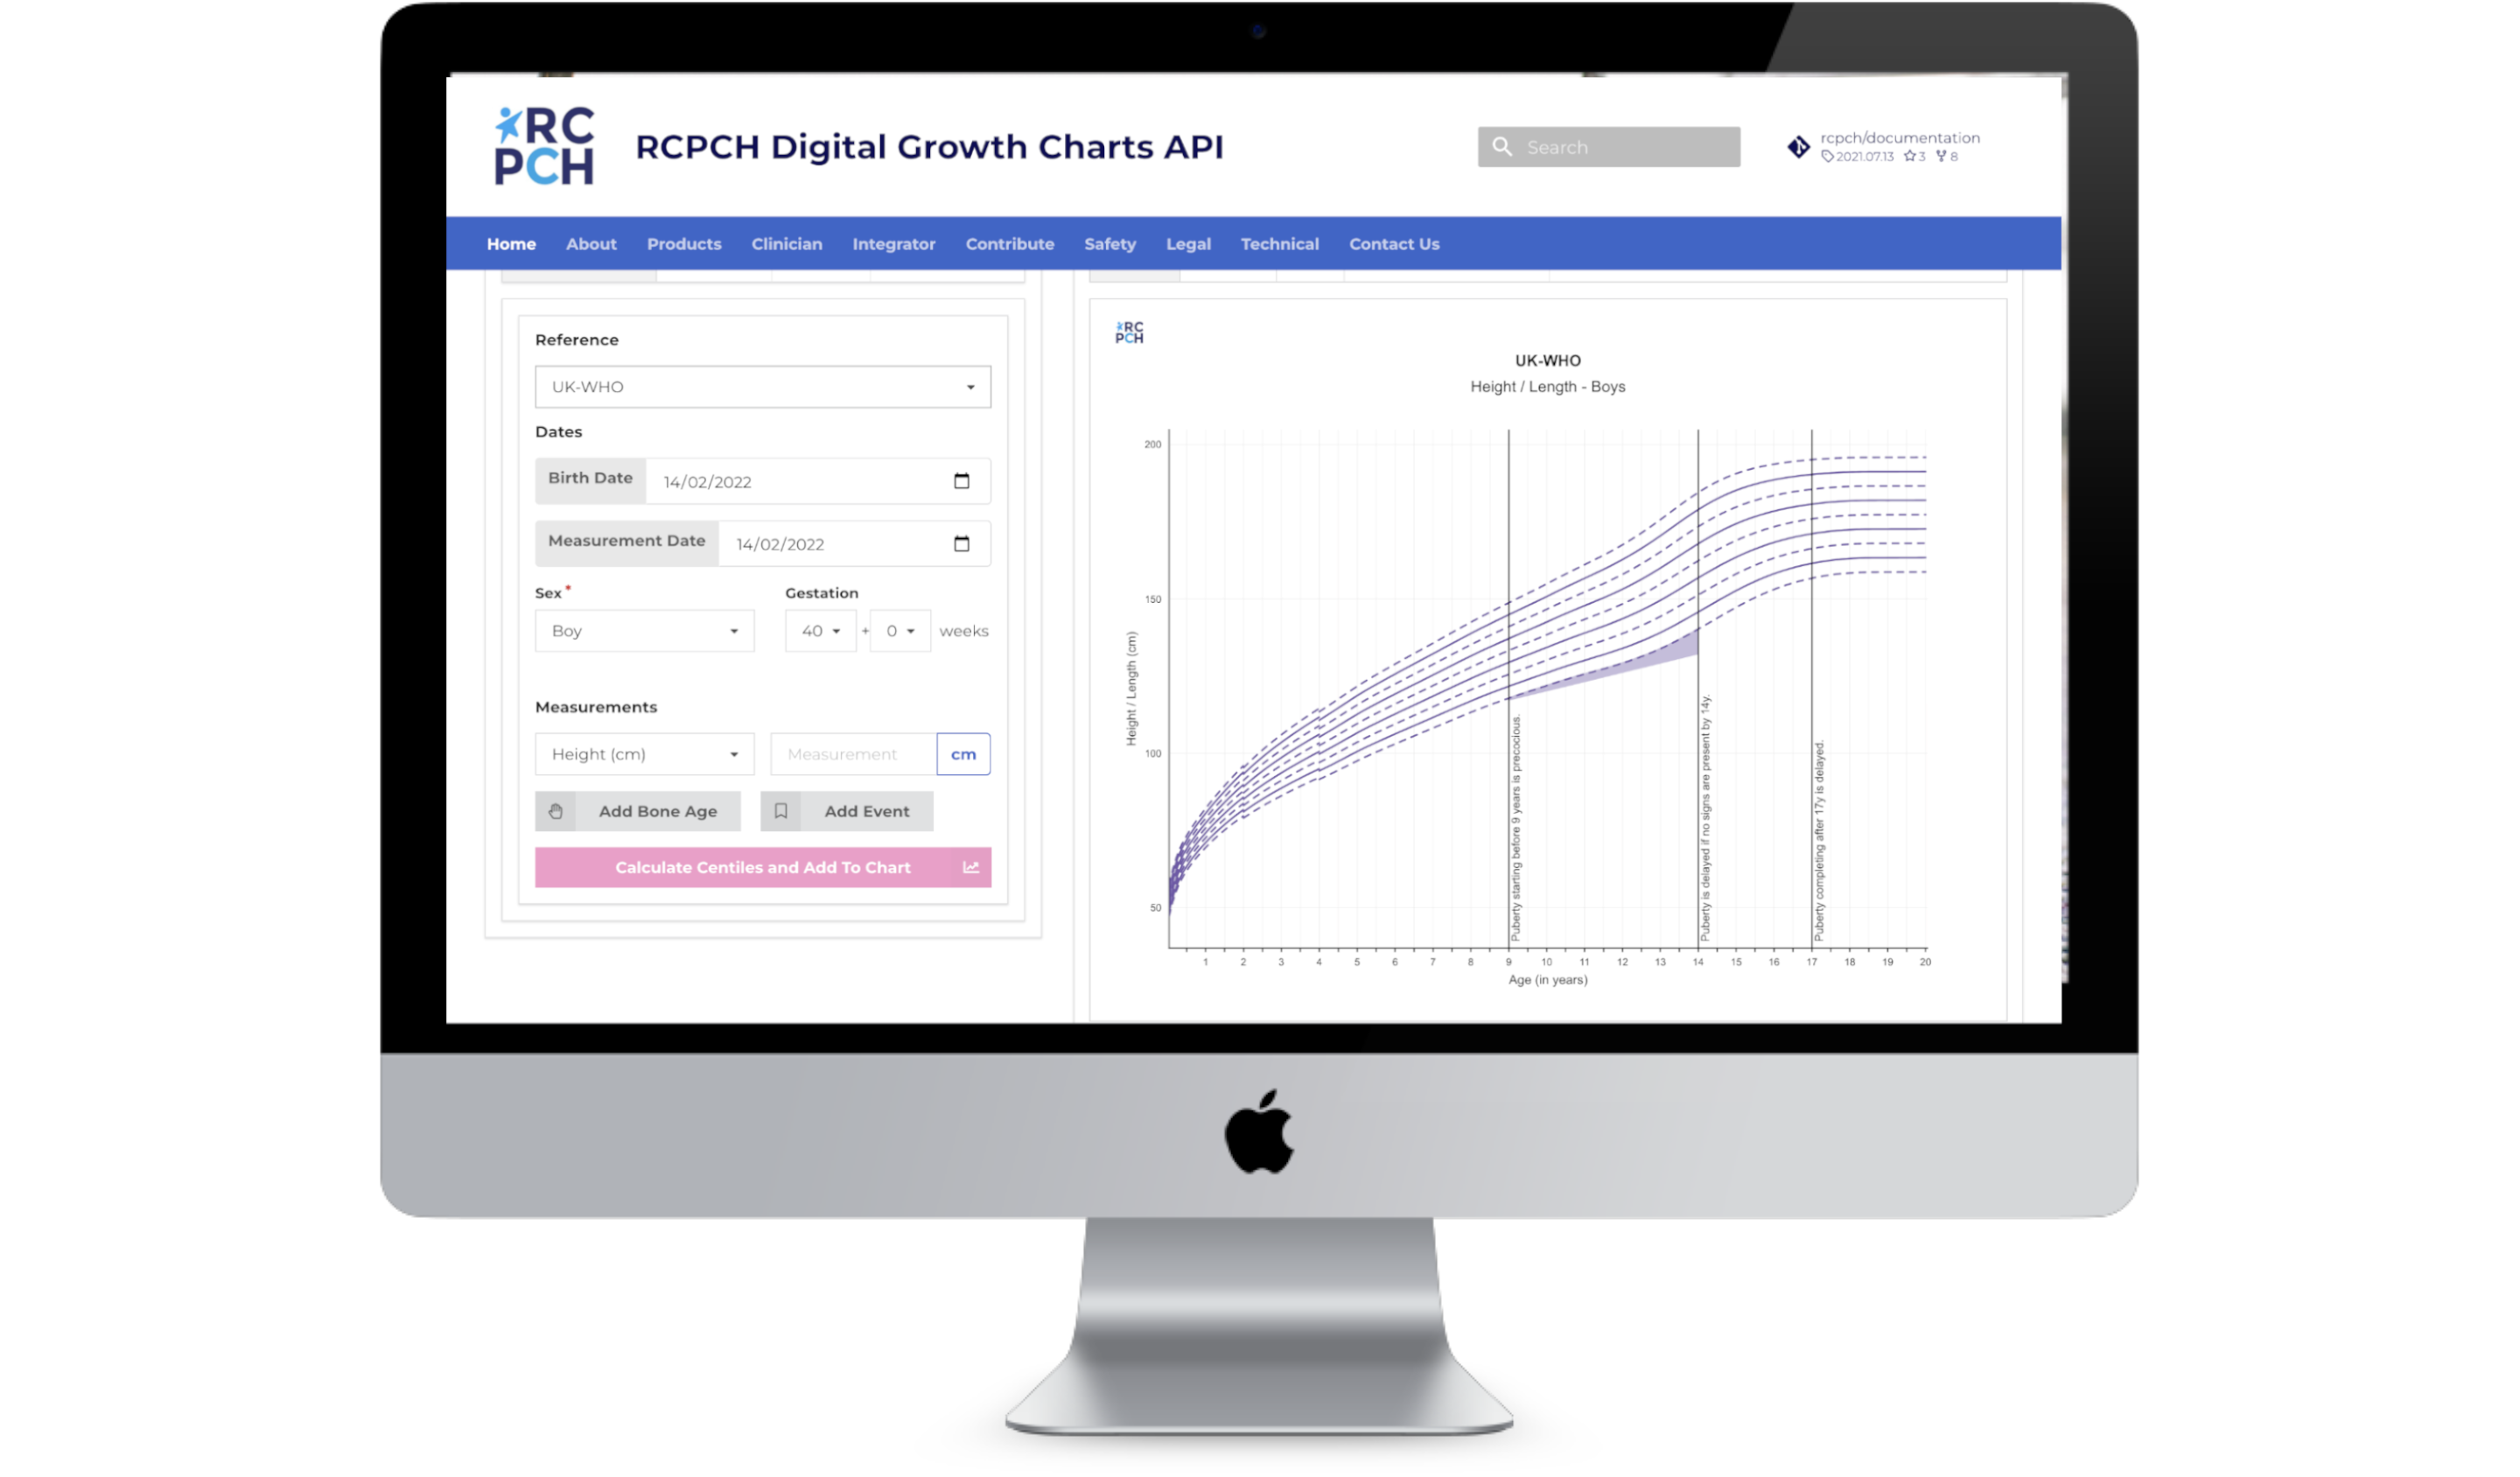 RC
PCH
RCPCH Digital Growth Charts API
Search
rcpch/documentation
2021.07.13 3 8
Home About Products Clinician Integrator Contribute Safety Legal Technical Contact Us
Reference
UK-WHO
Dates
Birth Date 14/02/2022
Measurement Date 14/02/2022
Sex * Gestation
Boy 40 + 0 weeks
Measurements
Height (cm) Measurement cm
Add Bone Age Add Event
Calculate Centiles and Add To Chart
RC
PCH
UK-WHO
Height / Length - Boys
200
150
100
50
Height / Length (cm)
Puberty starting before 9 years is precocious.
Puberty is delayed if no signs are present by 14y.
Puberty completing after 17y is delayed.
1 2 3 4 5 6 7 8 9 10 11 12 13 14 15 16 17 18 19 20
Age (in years)